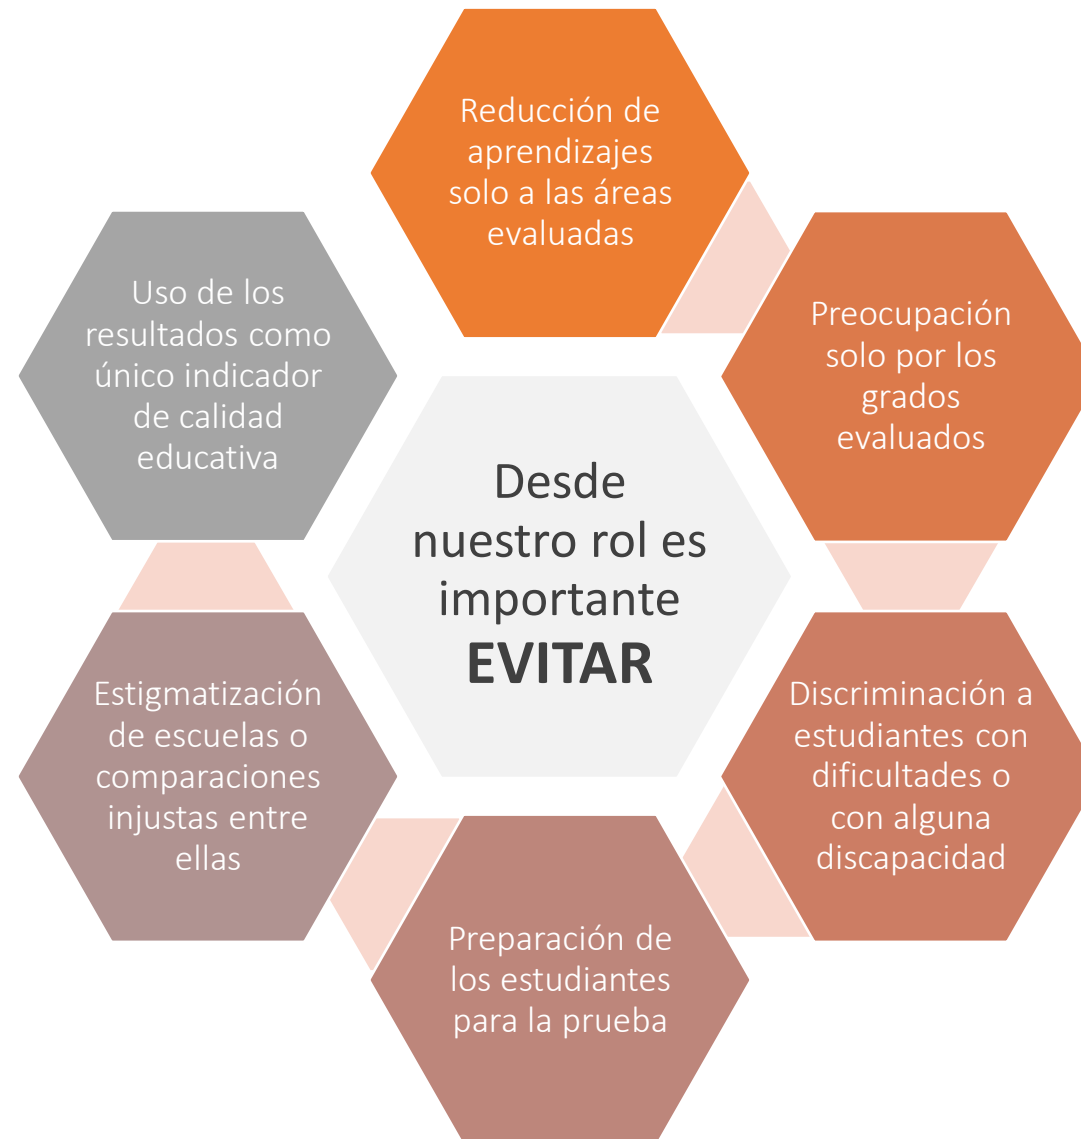 Reducción de
aprendizajes
solo a las áreas
evaluadas
Preocupación
solo por los
grados
evaluados
Discriminación a
estudiantes con
dificultades o
con alguna
discapacidad
Preparación de
los estudiantes
para la prueba
Estigmatización
de escuelas o
comparaciones
injustas entre
ellas
Uso de los
resultados como
único indicador
de calidad
educativa
Desde
nuestro rol es
importante
EVITAR